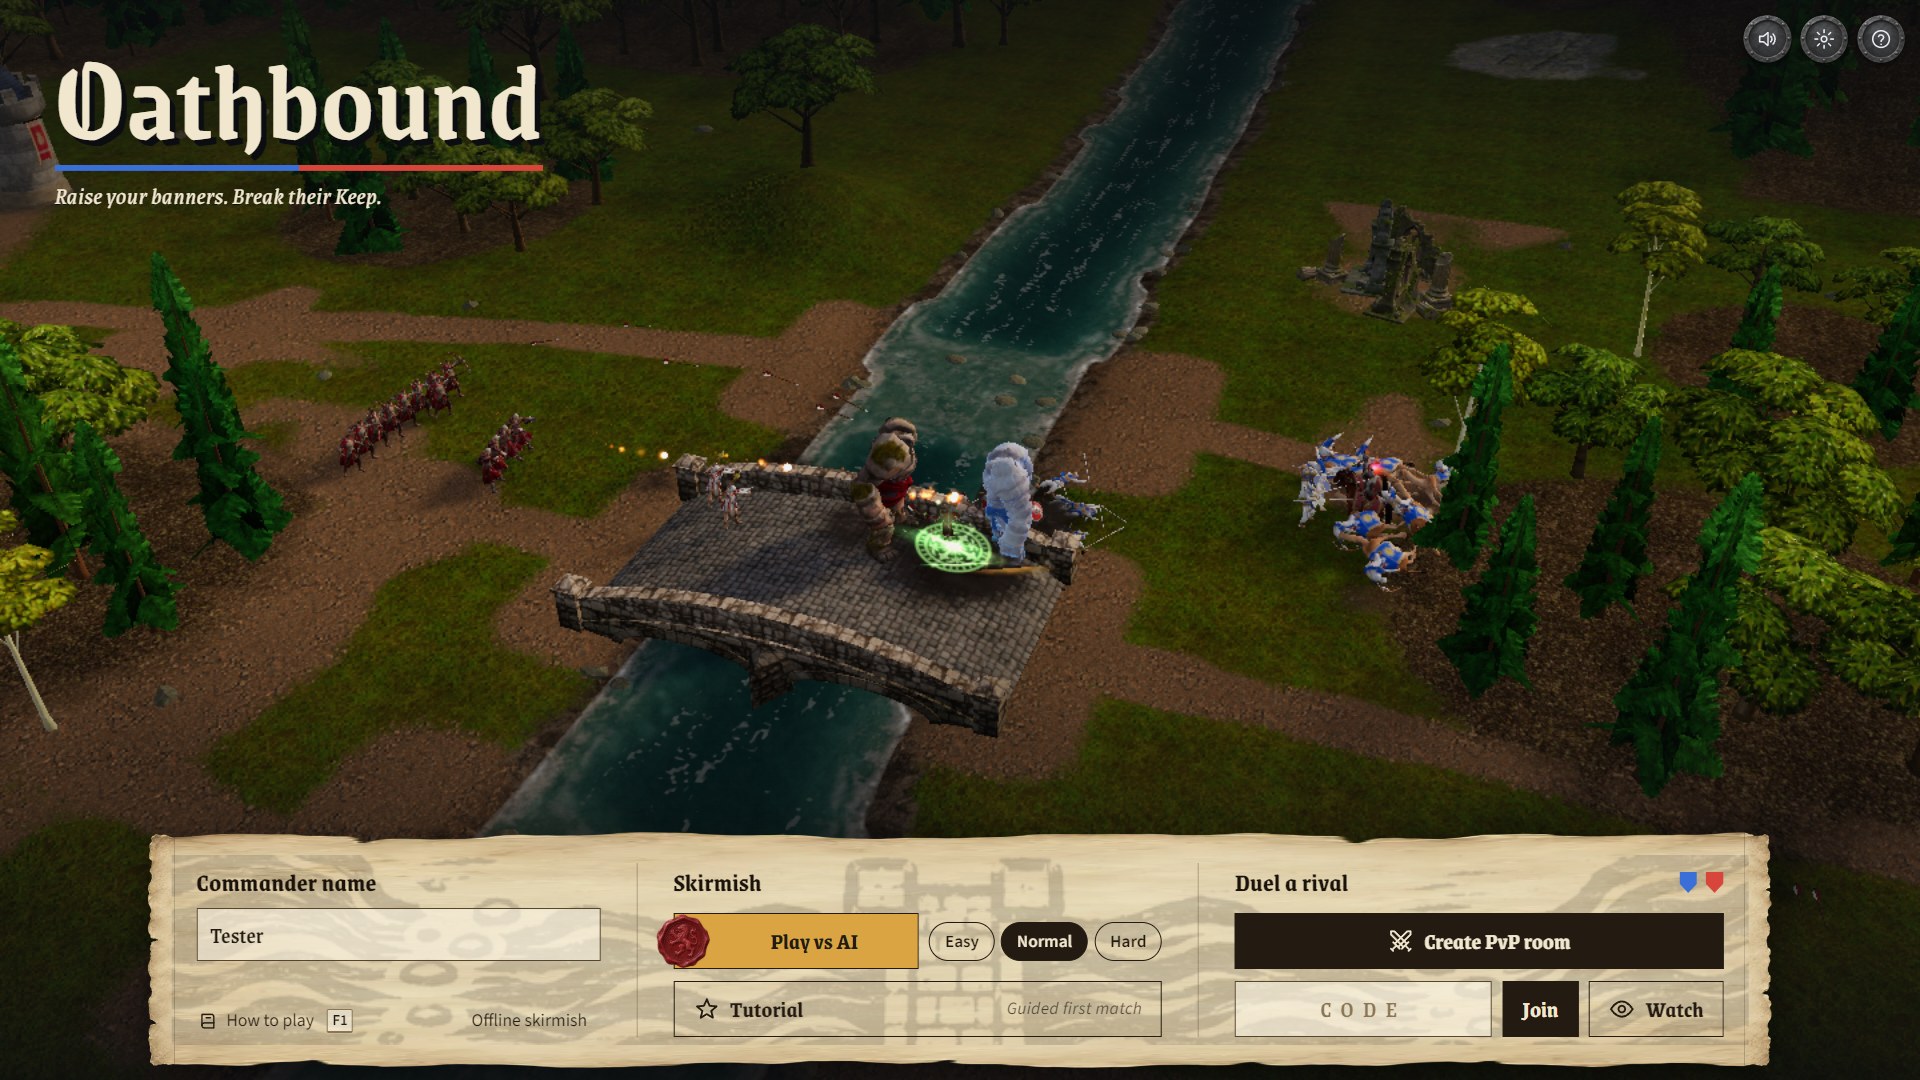 Oathbound
Raise your banners. Break their Keep.
Commander name
Tester
How to play F1
Offline skirmish
Skirmish
Play vs AI
Easy
Normal
Hard
Tutorial
Guided first match
Duel a rival
Create PvP room
CODE
Join
Watch